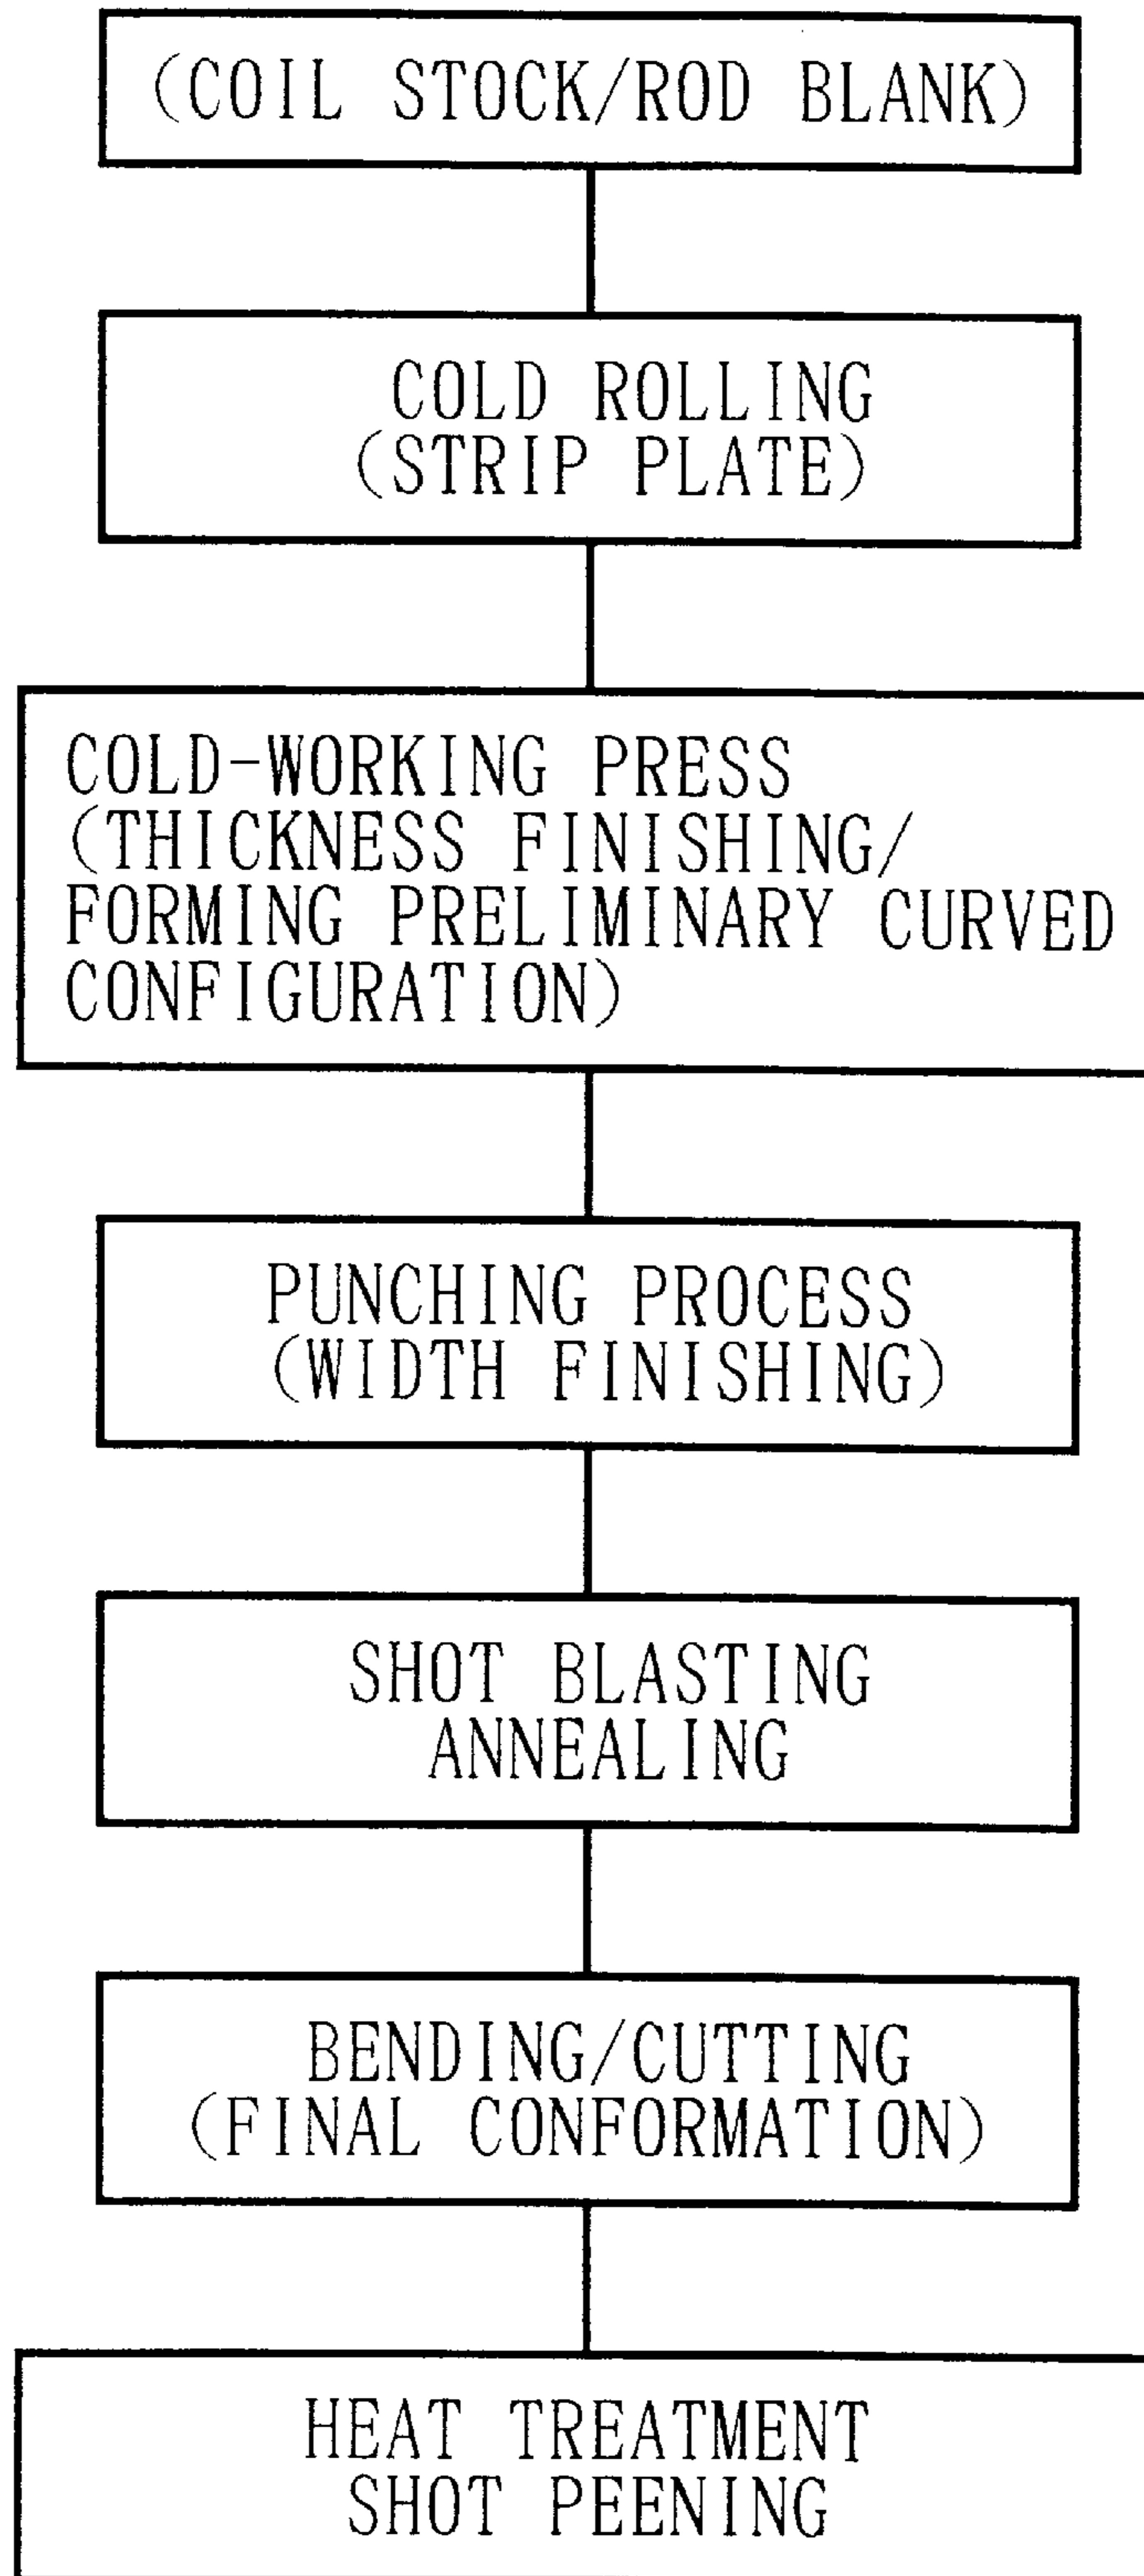 (COIL STOCK/ROD BLANK)
COLD ROLLING
(STRIP PLATE)
COLD-WORKING PRESS
(THICKNESS FINISHING/
FORMING PRELIMINARY CURVED
CONFIGURATION)
PUNCHING PROCESS
(WIDTH FINISHING)
SHOT BLASTING
ANNEALING
BENDING/CUTTING
(FINAL CONFORMATION)
HEAT TREATMENT
SHOT PEENING